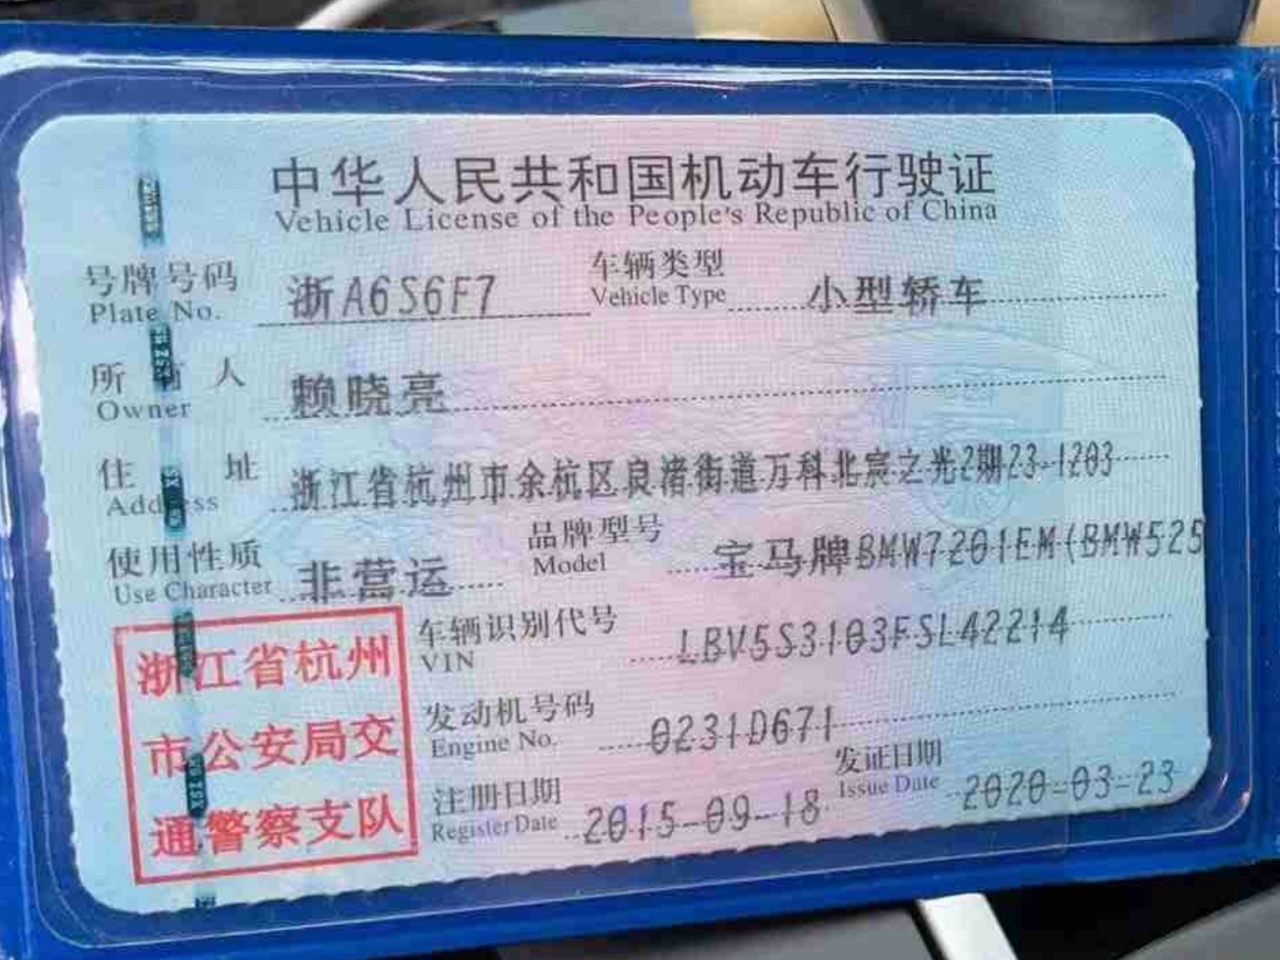 中华人民共和国机动车行驶证
Vehicle License of the People's Republic of China
号牌号码 浙A6S6F7 车辆类型 小型轿车
Plate No. Vehicle Type
所有人 赖晓亮
Owner
住址 浙江省杭州市余杭区良渚街道万科北宸之光2期23-1203
Address
使用性质 非营运 品牌型号 宝马牌BMW7201EM(BMW525
Use Character Model
车辆识别代号 LBV5S3103FSL42214
VIN
发动机号码 0231D671
Engine No.
注册日期 2015-09-18 发证日期 2020-03-23
Register Date Issue Date
浙江省杭州
市公安局交
通警察支队